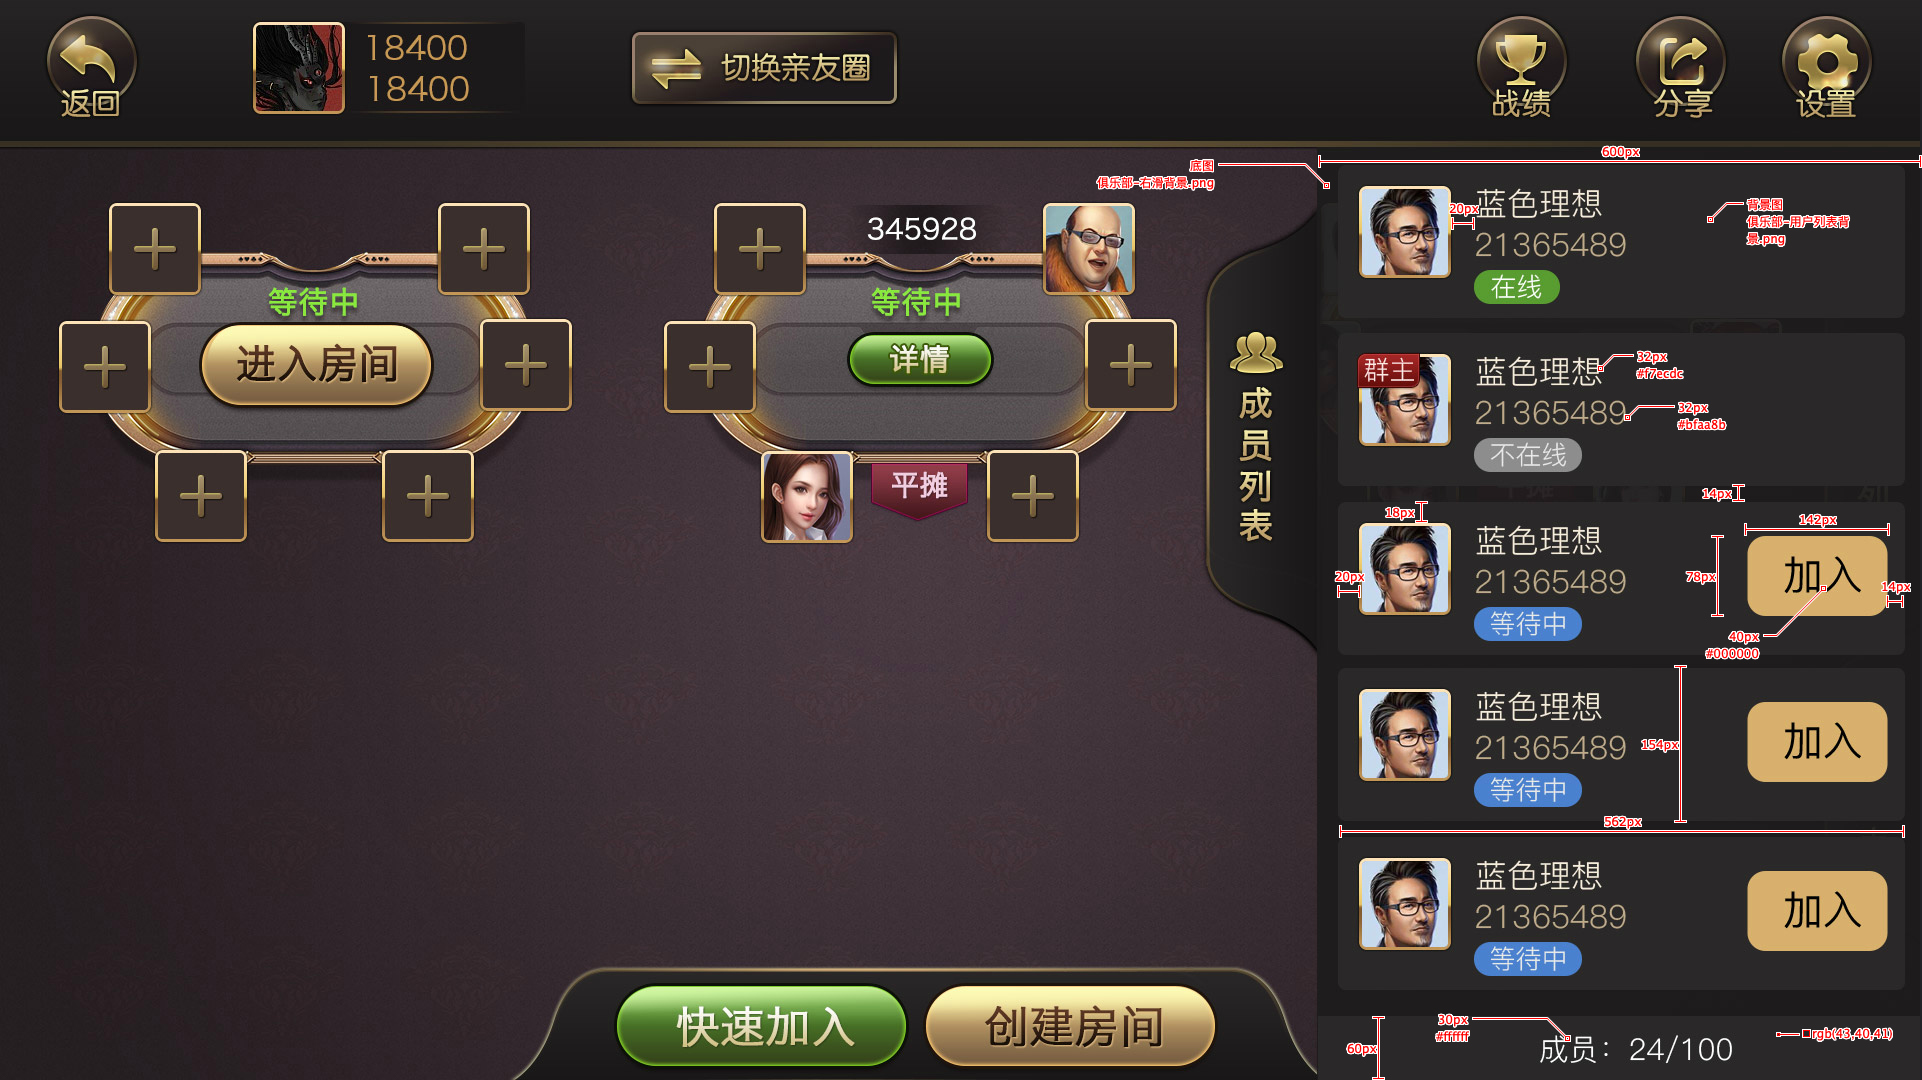 返回
18400
18400
切换亲友圈
战绩
分享
设置
等待中
进入房间
345928
等待中
详情
平摊
快速加入
创建房间
成员列表
底图
俱乐部-右滑背景.png
600px
蓝色理想
20px
21365489
在线
背景图
俱乐部-用户列表背
景.png
群主
蓝色理想
32px
#f7ecdc
21365489
32px
#bfaa8b
不在线
14px
18px
142px
蓝色理想
20px
21365489
78px
加入
14px
等待中
40px
#000000
蓝色理想
21365489
154px
加入
等待中
562px
蓝色理想
21365489
加入
等待中
30px
#ffffff
60px
成员：24/100
rgb(43,40,41)